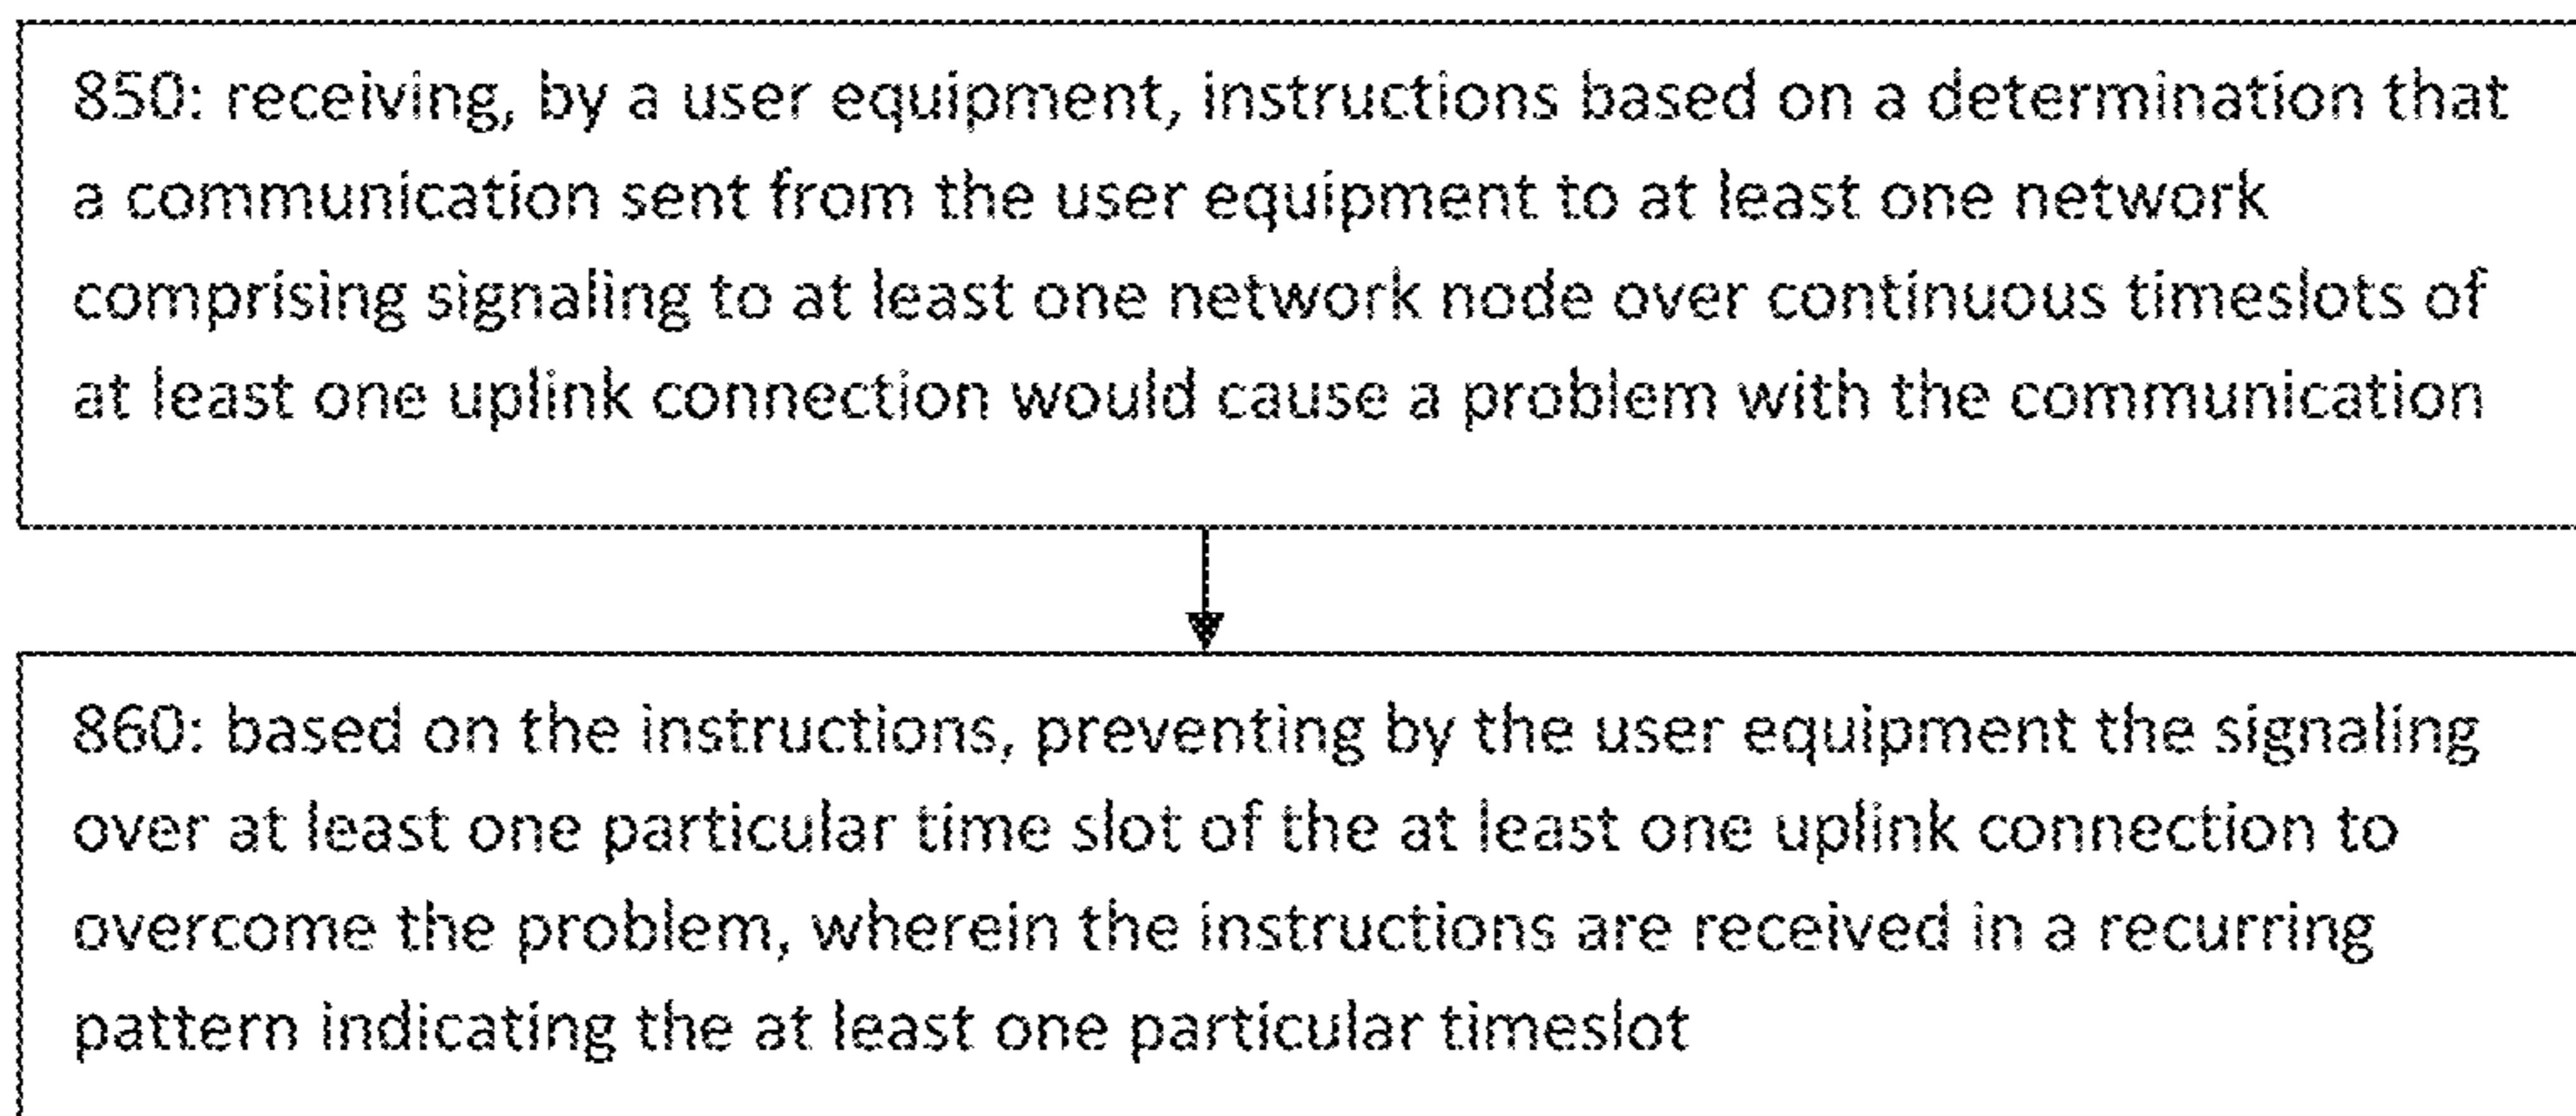 850: receiving, by a user equipment, instructions based on a determination that
a communication sent from the user equipment to at least one network
comprising signaling to at least one network node over continuous timeslots of
at least one uplink connection would cause a problem with the communication
860: based on the instructions, preventing by the user equipment the signaling
over at least one particular time slot of the at least one uplink connection to
overcome the problem, wherein the instructions are received in a recurring
pattern indicating the at least one particular timeslot